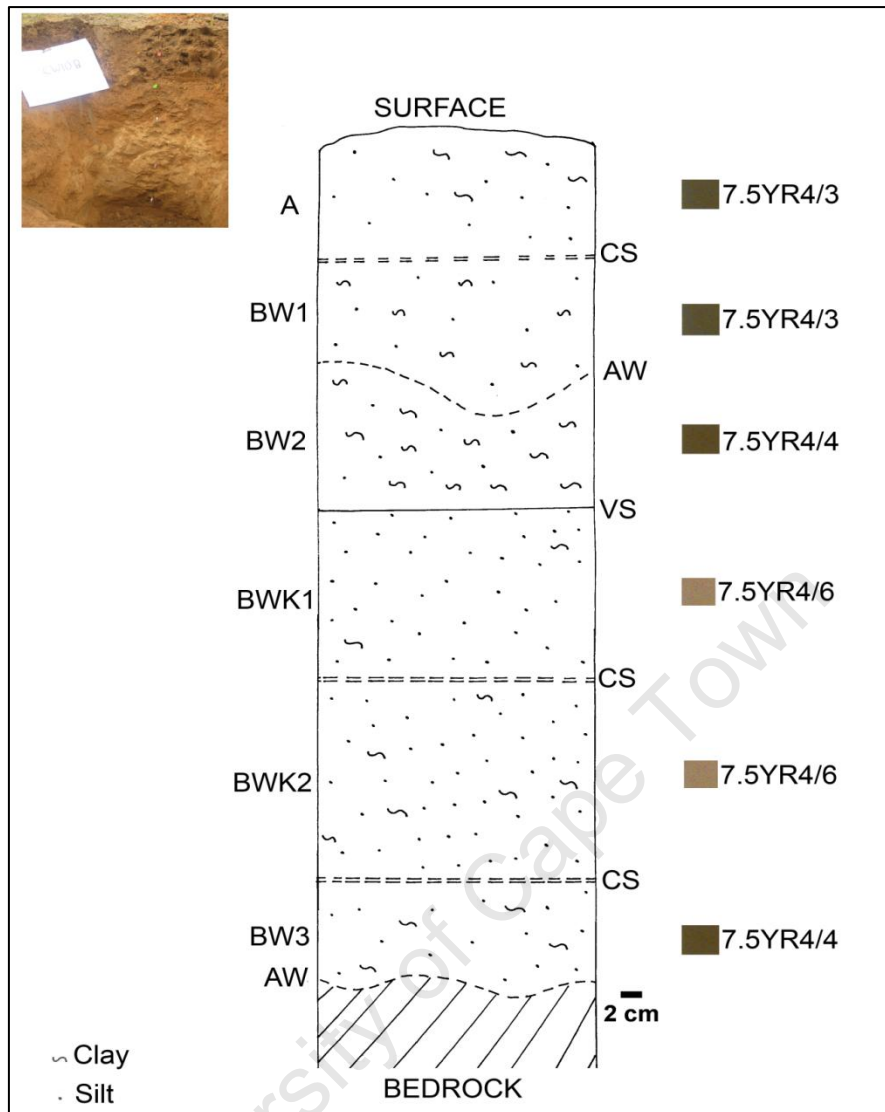 SURFACE
A
7.5YR4/3
CS
BW1
7.5YR4/3
AW
BW2
7.5YR4/4
VS
BWK1
7.5YR4/6
CS
BWK2
7.5YR4/6
CS
BW3
7.5YR4/4
AW
2 cm
Clay
Silt
BEDROCK
University of Cape Town